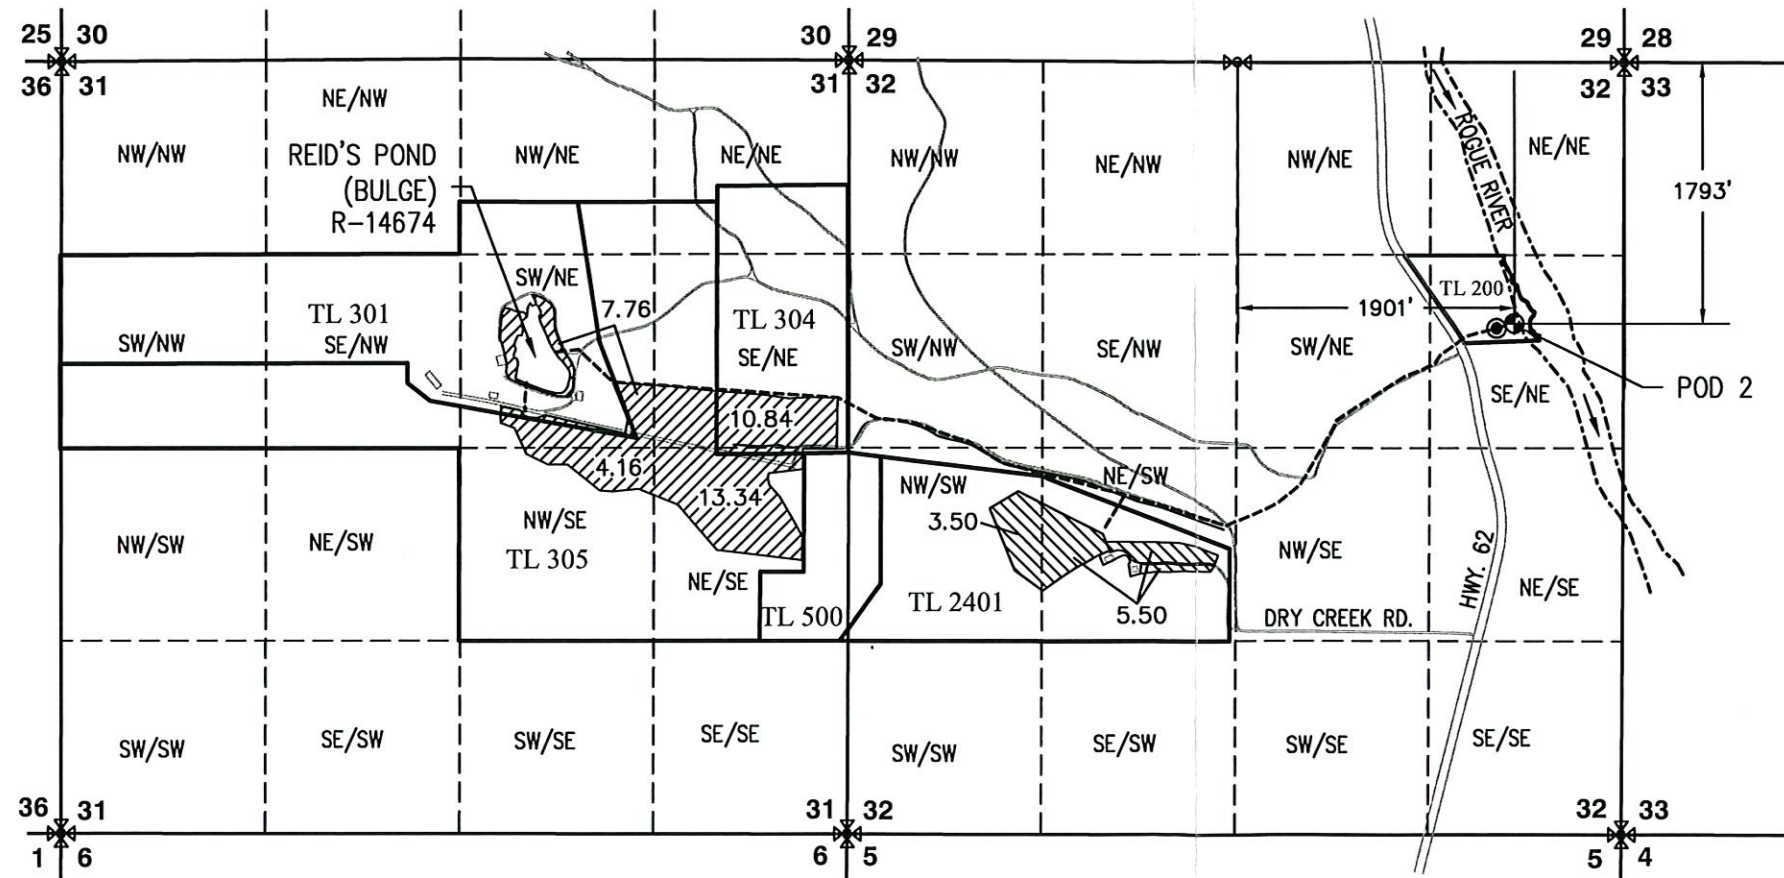 25 30
30 29
29 28
36 31
31 32
32 33
NE/NW
NW/NW
REID'S POND
(BULGE)
R-14674
NW/NE
NE/NE
NW/NW
NE/NW
NW/NE
ROGUE RIVER
NE/NE
1793'
SW/NE
TL 301
SW/NW
SE/NW
7.76
TL 304
SE/NE
SW/NW
SE/NW
1901'
SW/NE
TL 200
SE/NE
POD 2
10.84
4.16
13.34
NW/SW
NE/SW
NW/SE
TL 305
NE/SE
TL 500
NW/SW
NE/SW
3.50
5.50
TL 2401
NW/SE
HWY. 62
NE/SE
DRY CREEK RD.
SW/SW
SE/SW
SW/SE
SE/SE
SW/SW
SE/SW
SW/SE
SE/SE
36 31
31 32
32 33
1 6
6 5
5 4